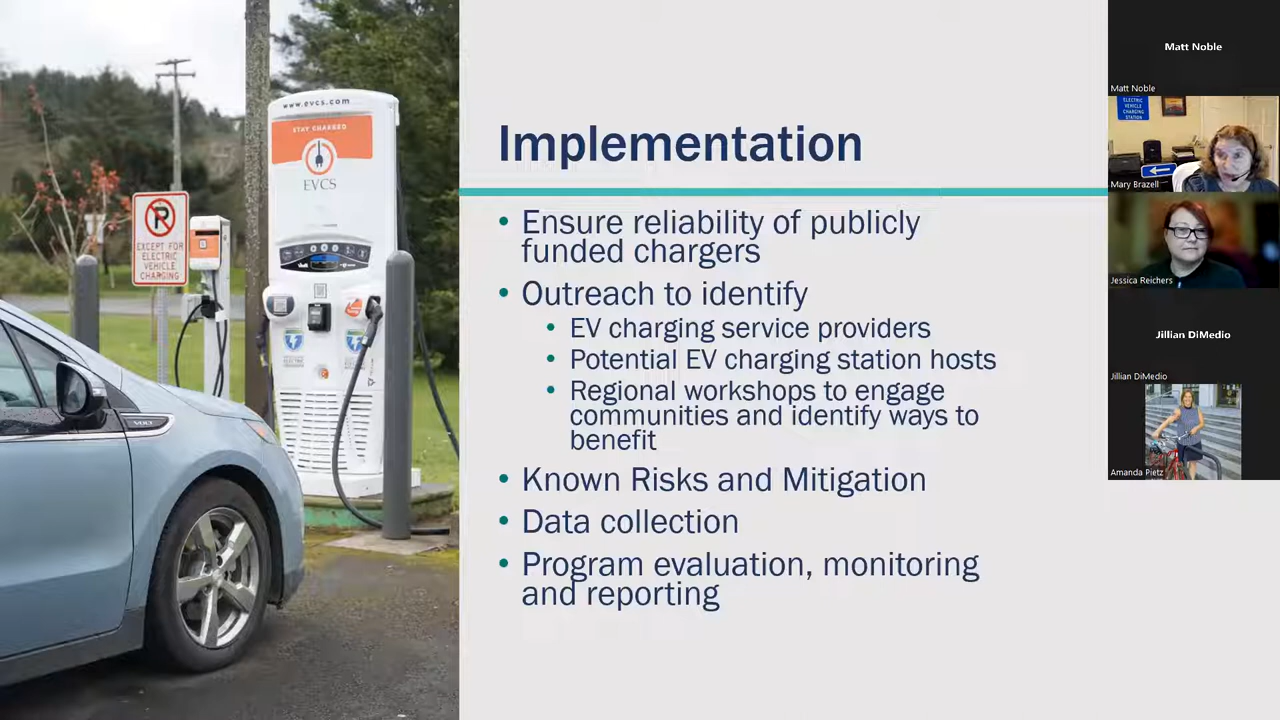 www.evcs.com
STAY CHARGED
EVCS
EXCEPT FOR
ELECTRIC
VEHICLE
CHARGING
VOLT
Implementation
• Ensure reliability of publicly
funded chargers
• Outreach to identify
• EV charging service providers
• Potential EV charging station hosts
• Regional workshops to engage
communities and identify ways to
benefit
• Known Risks and Mitigation
• Data collection
• Program evaluation, monitoring
and reporting
Matt Noble
Matt Noble
ELECTRIC
VEHICLE
CHARGING
STATION
Mary Brazell
Jessica Reichers
Jillian DiMedio
Jillian DiMedio
Amanda Pietz